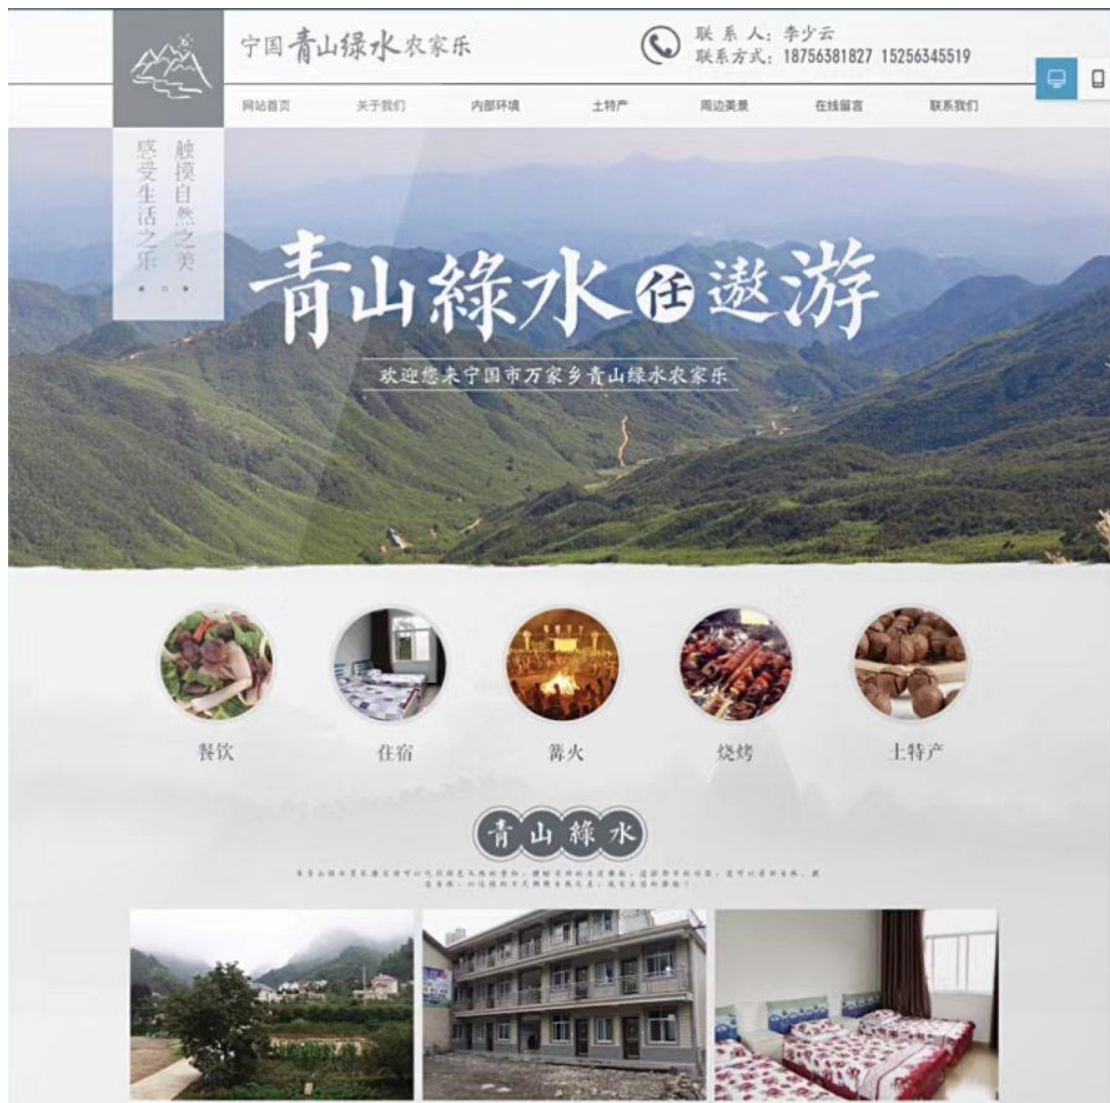 宁国青山绿水农家乐
联系人：李少云
联系方式：18756381827 15256345519
网站首页 关于我们 内部环境 土特产 周边美景 在线留言 联系我们
触摸自然之美
感受生活之乐
青山綠水任遨游
欢迎您来宁国市万家乡青山绿水农家乐
餐饮 住宿 篝火 烧烤 土特产
青山綠水